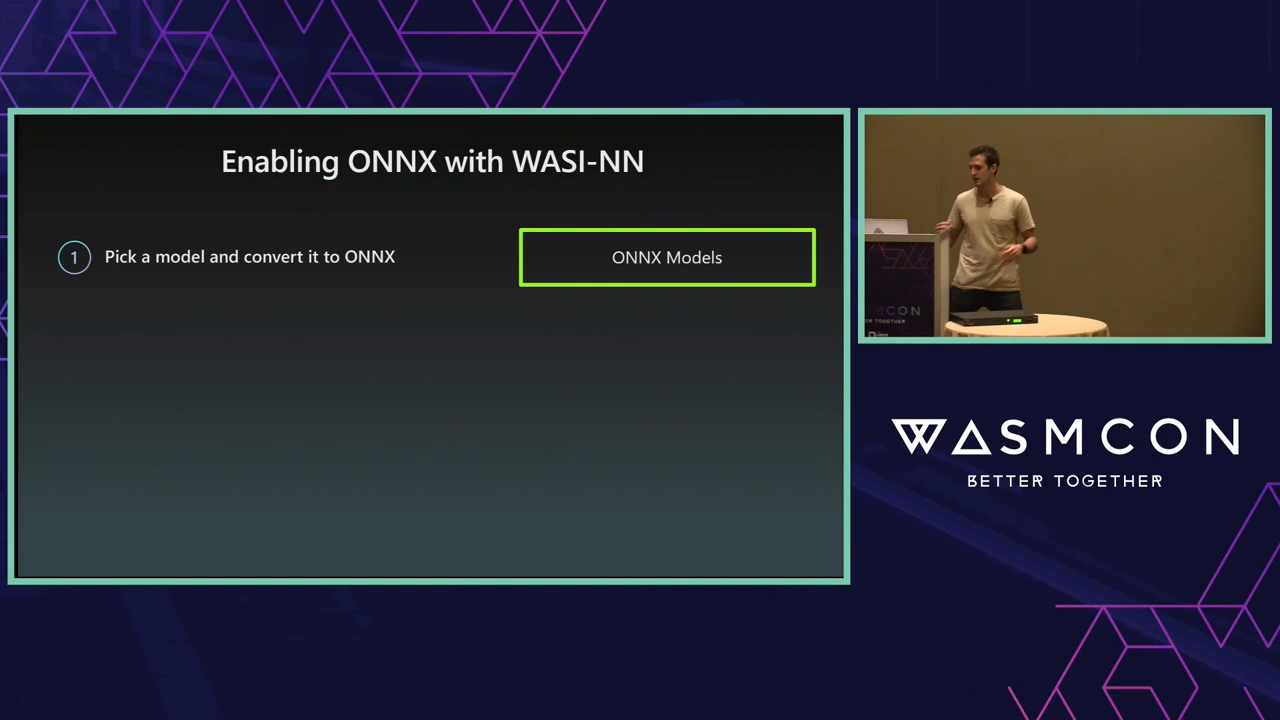 Enabling ONNX with WASI-NN
1 Pick a model and convert it to ONNX
ONNX Models
WASMCON
BETTER TOGETHER